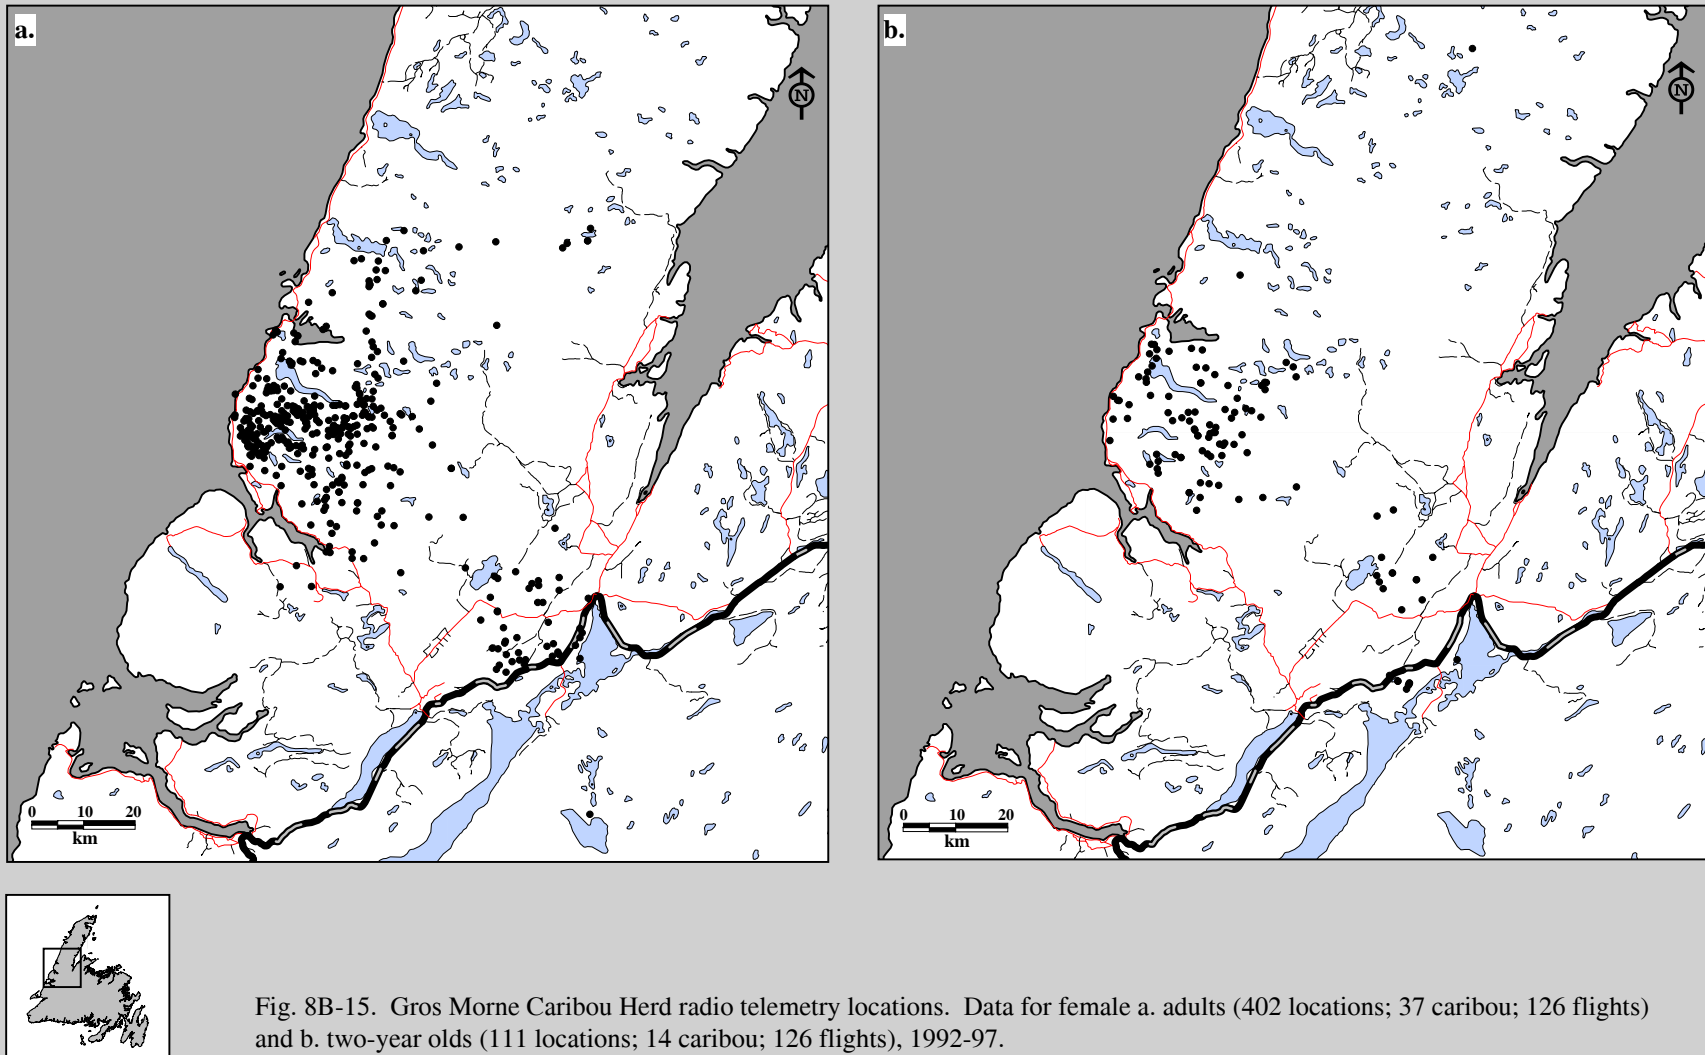 a.
N
0 10 20
km
b.
N
0 10 20
km
Fig. 8B-15. Gros Morne Caribou Herd radio telemetry locations. Data for female a. adults (402 locations; 37 caribou; 126 flights)
and b. two-year olds (111 locations; 14 caribou; 126 flights), 1992-97.